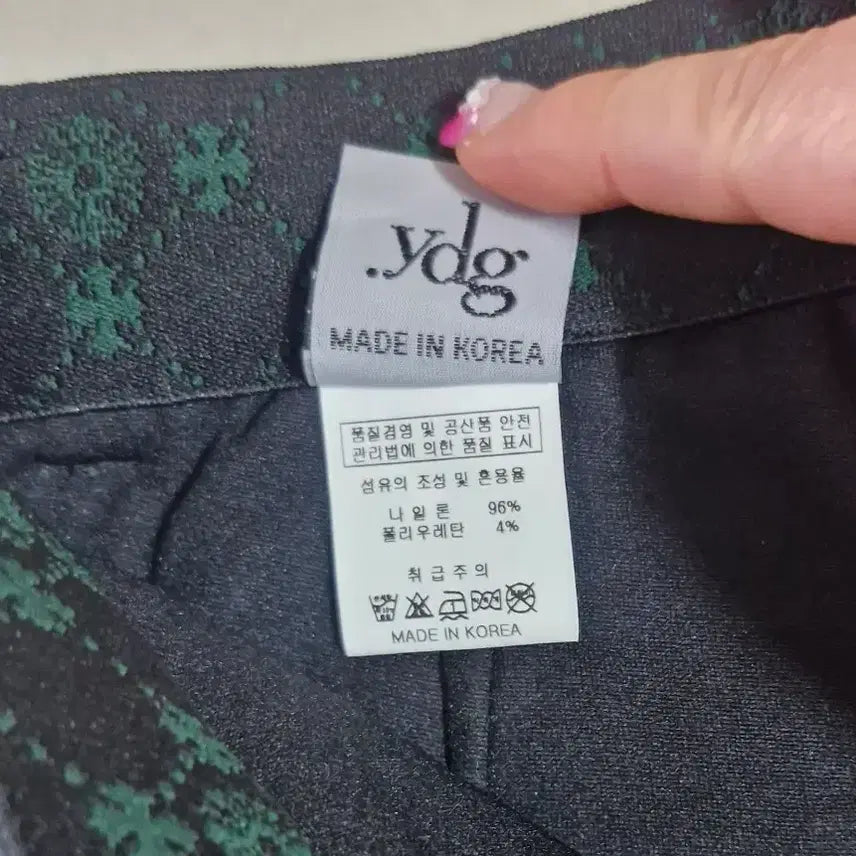 .ydg
MADE IN KOREA
품질경영 및 공산품 안전
관리법에 의한 품질 표시
섬유의 조성 및 혼용율
나 일 론 96%
폴리우레탄 4%
취 급 주 의
MADE IN KOREA